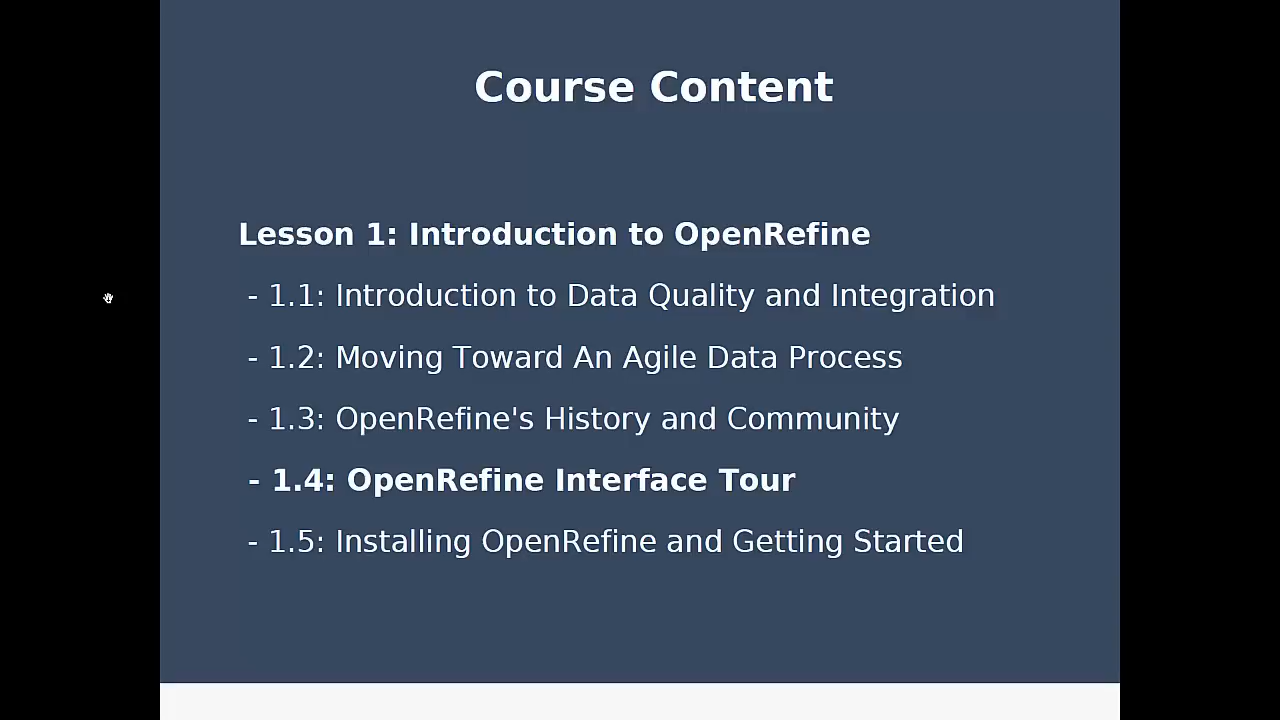 Course Content
Lesson 1: Introduction to OpenRefine
- 1.1: Introduction to Data Quality and Integration
- 1.2: Moving Toward An Agile Data Process
- 1.3: OpenRefine's History and Community
- 1.4: OpenRefine Interface Tour
- 1.5: Installing OpenRefine and Getting Started